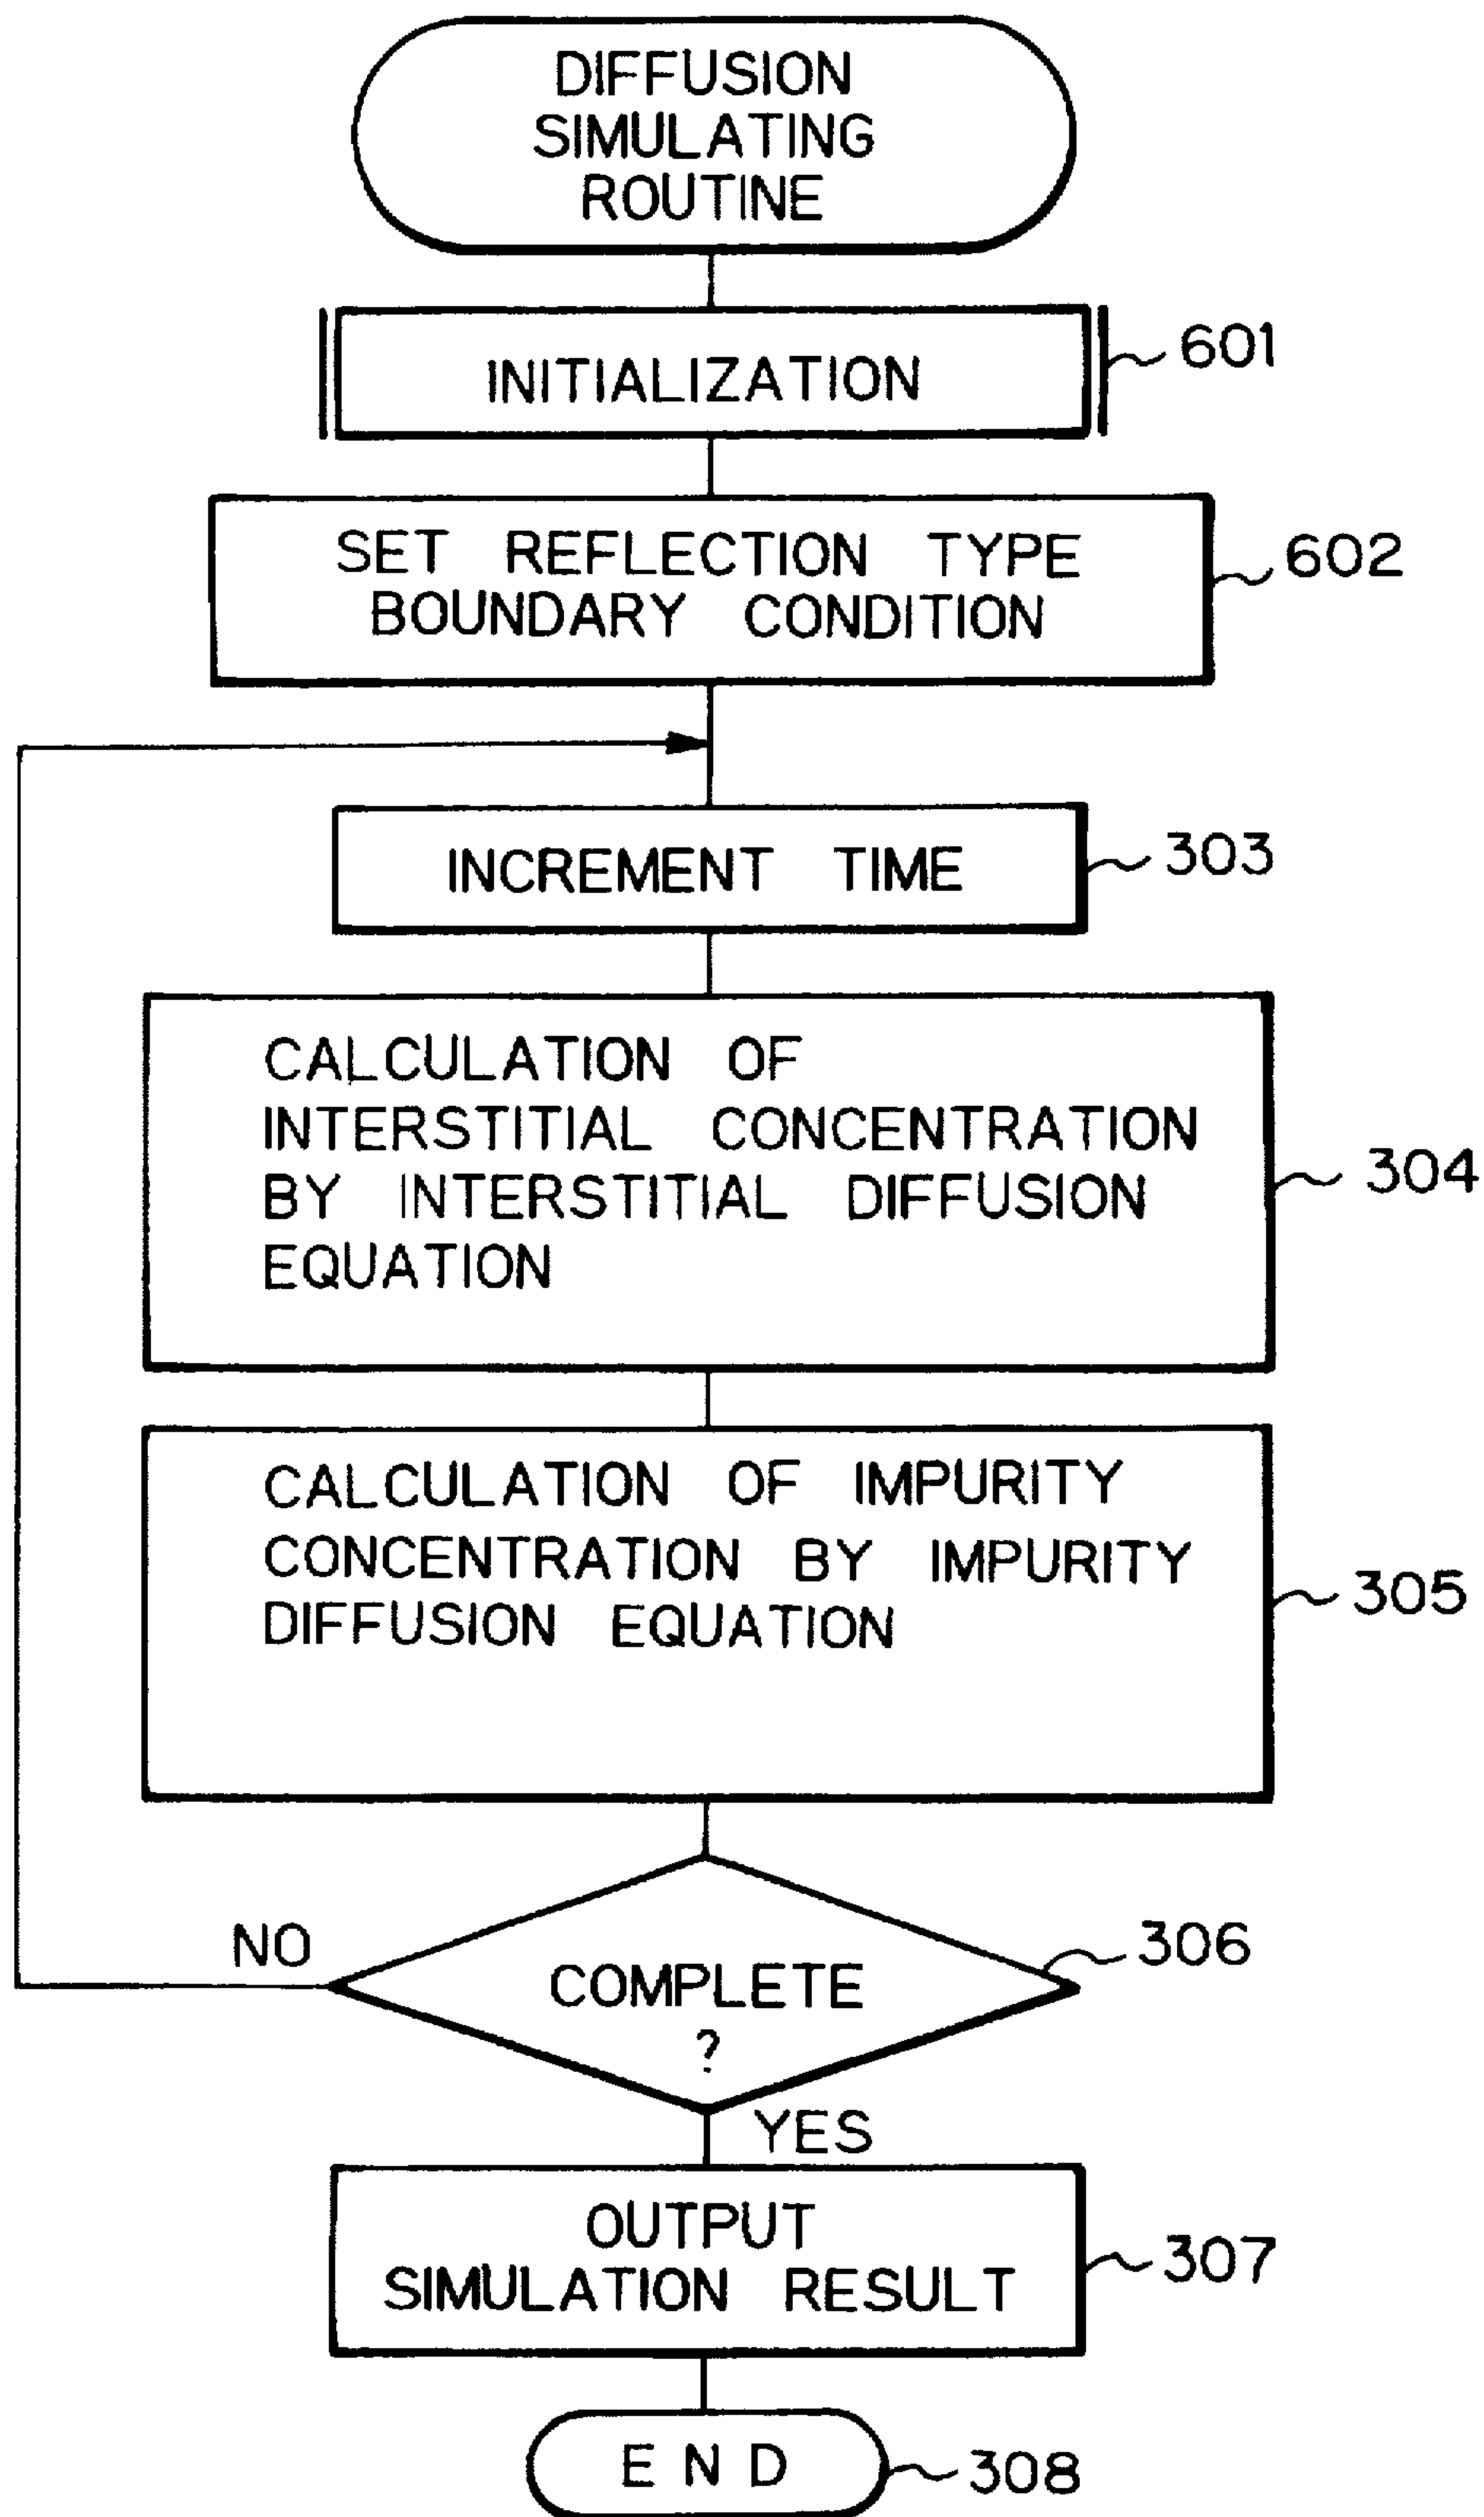 DIFFUSION
SIMULATING
ROUTINE
INITIALIZATION
601
SET REFLECTION TYPE
BOUNDARY CONDITION
602
INCREMENT TIME
303
CALCULATION OF
INTERSTITIAL CONCENTRATION
BY INTERSTITIAL DIFFUSION
EQUATION
304
CALCULATION OF IMPURITY
CONCENTRATION BY IMPURITY
DIFFUSION EQUATION
305
NO
COMPLETE
?
306
YES
OUTPUT
SIMULATION RESULT
307
END
308